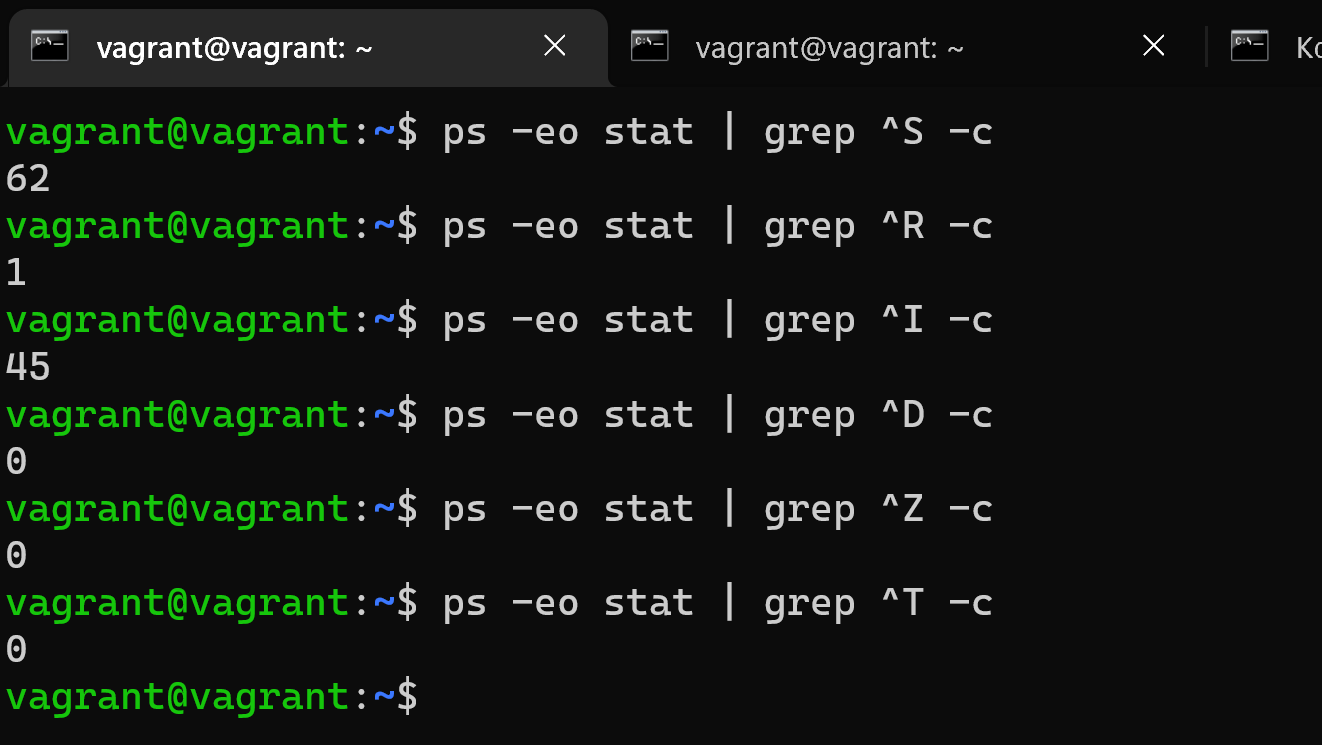 vagrant@vagrant: ~ vagrant@vagrant: ~
vagrant@vagrant:~$ ps -eo stat | grep ^S -c
62
vagrant@vagrant:~$ ps -eo stat | grep ^R -c
1
vagrant@vagrant:~$ ps -eo stat | grep ^I -c
45
vagrant@vagrant:~$ ps -eo stat | grep ^D -c
0
vagrant@vagrant:~$ ps -eo stat | grep ^Z -c
0
vagrant@vagrant:~$ ps -eo stat | grep ^T -c
0
vagrant@vagrant:~$